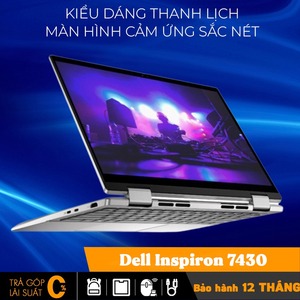 KIỂU DÁNG THANH LỊCH
MÀN HÌNH CẢM ỨNG SẮC NÉT
Dell Inspiron 7430
TRẢ GÓP
LÃI SUẤT
0%
Bảo hành 12 THÁNG